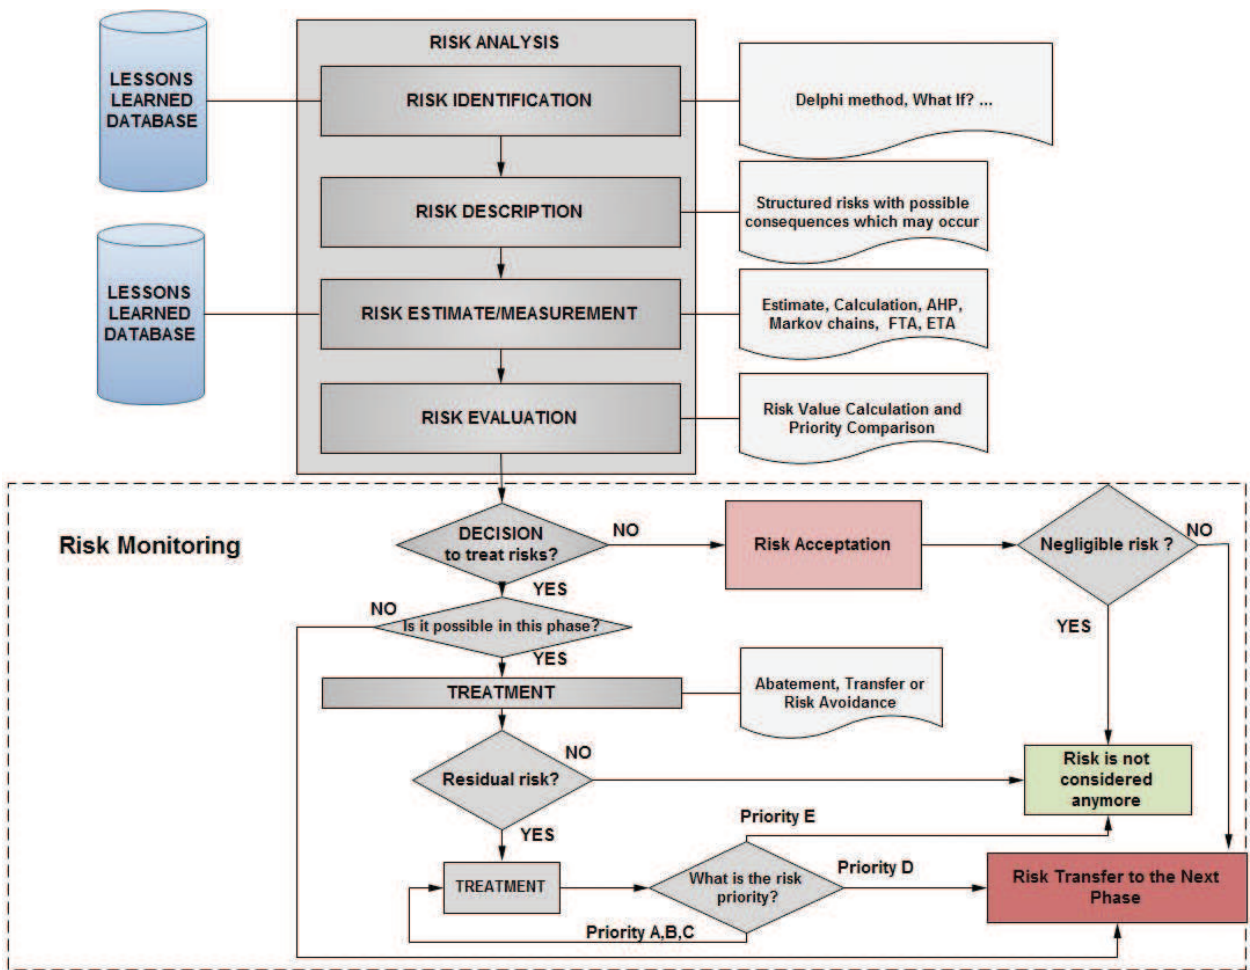 RISK ANALYSIS
LESSONS
LEARNED
DATABASE
RISK IDENTIFICATION
Delphi method, What If? ...
RISK DESCRIPTION
Structured risks with possible
consequences which may occur
LESSONS
LEARNED
DATABASE
RISK ESTIMATE/MEASUREMENT
Estimate, Calculation, AHP,
Markov chains, FTA, ETA
RISK EVALUATION
Risk Value Calculation and
Priority Comparison
Risk Monitoring
DECISION
to treat risks?
NO
Risk Acceptation
Negligible risk ?
NO
YES
NO
Is it possible in this phase?
YES
YES
TREATMENT
Abatement, Transfer or
Risk Avoidance
Residual risk?
NO
Risk is not
considered
anymore
YES
Priority E
TREATMENT
What is the risk
priority?
Priority D
Risk Transfer to the Next
Phase
Priority A,B,C